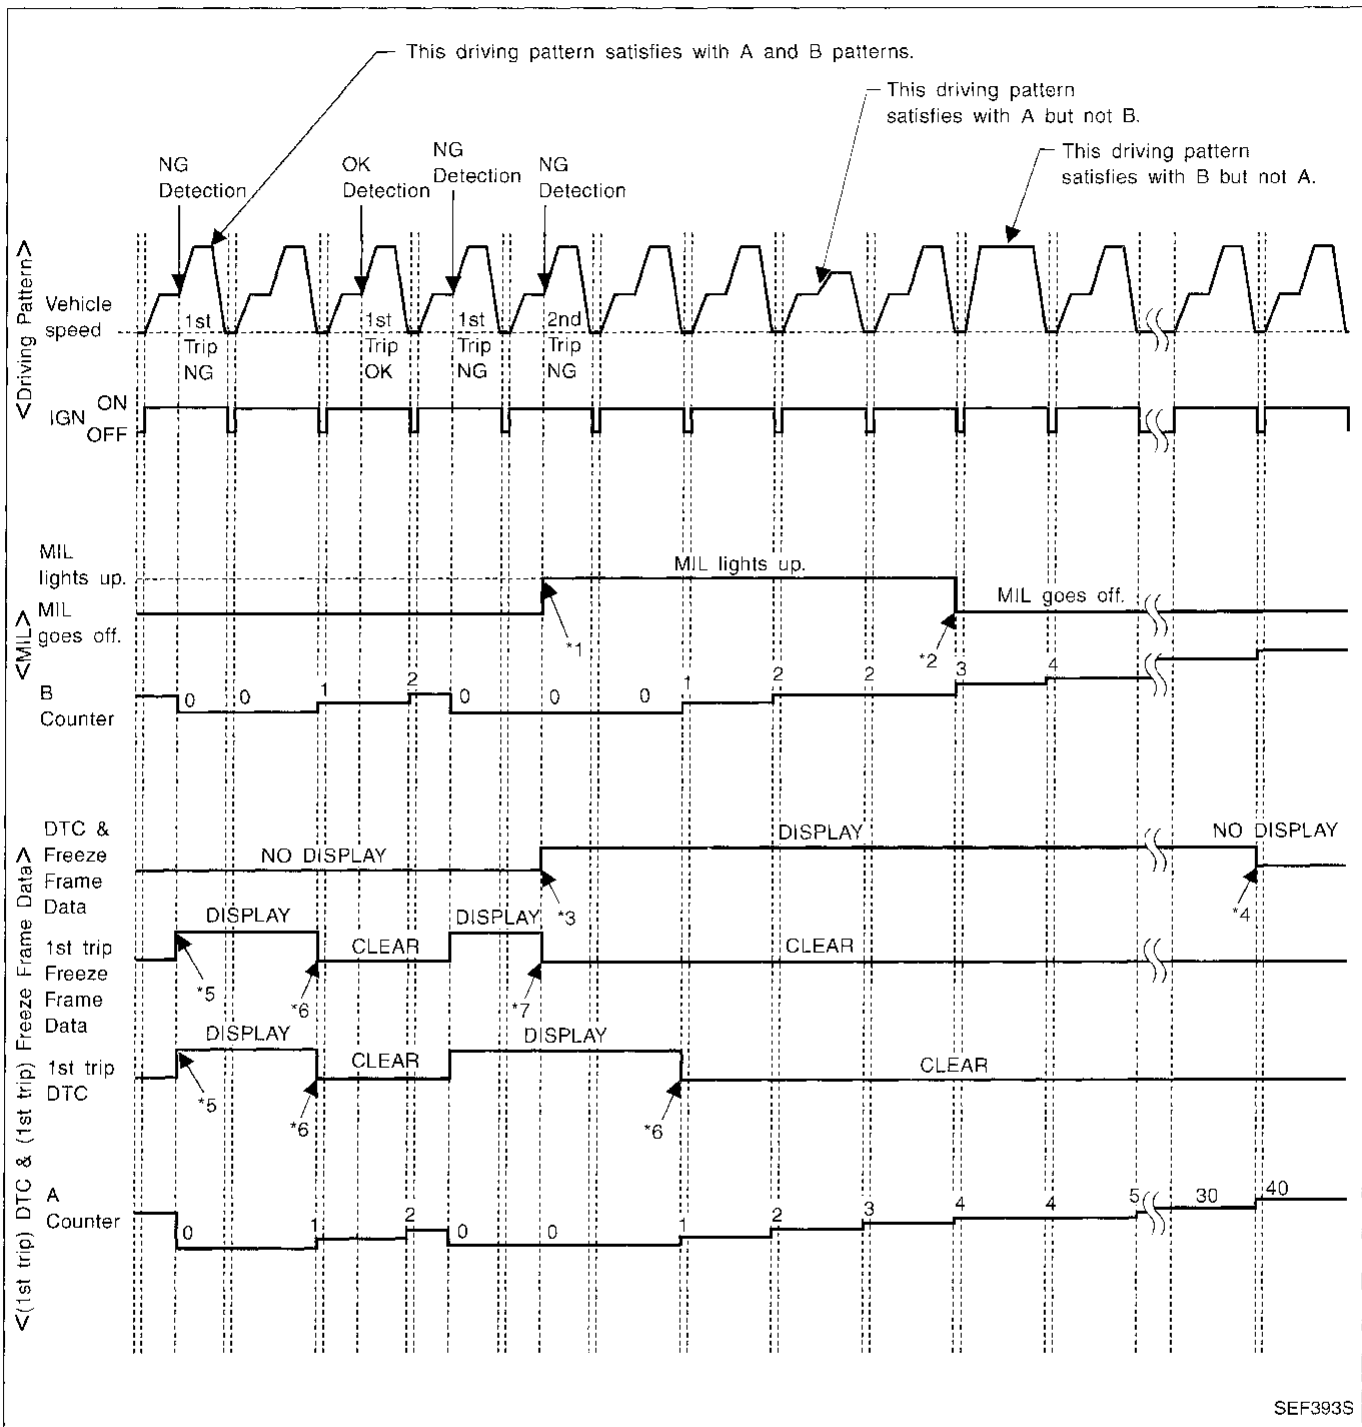 This driving pattern satisfies with A and B patterns.
This driving pattern
satisfies with A but not B.
This driving pattern
satisfies with B but not A.
NG
Detection
OK
Detection
NG
Detection
NG
Detection
<Driving Pattern>
Vehicle
speed
1st
Trip
NG
1st
Trip
OK
1st
Trip
NG
2nd
Trip
NG
IGN
ON
OFF
<MIL>
MIL
lights up.
MIL
goes off.
MIL lights up.
MIL goes off.
*1
*2
B
Counter
0 0 1 2 0 0 0 1 2 2 3 4
<(1st trip) DTC & (1st trip) Freeze Frame Data>
DTC &
Freeze
Frame
Data
NO DISPLAY
DISPLAY
NO DISPLAY
*3
*4
1st trip
Freeze
Frame
Data
DISPLAY
CLEAR
DISPLAY
CLEAR
*5
*6
*7
1st trip
DTC
DISPLAY
CLEAR
DISPLAY
CLEAR
*5
*6
*6
A
Counter
0 1 2 0 0 1 2 3 4 4 5 30 40
SEF393S